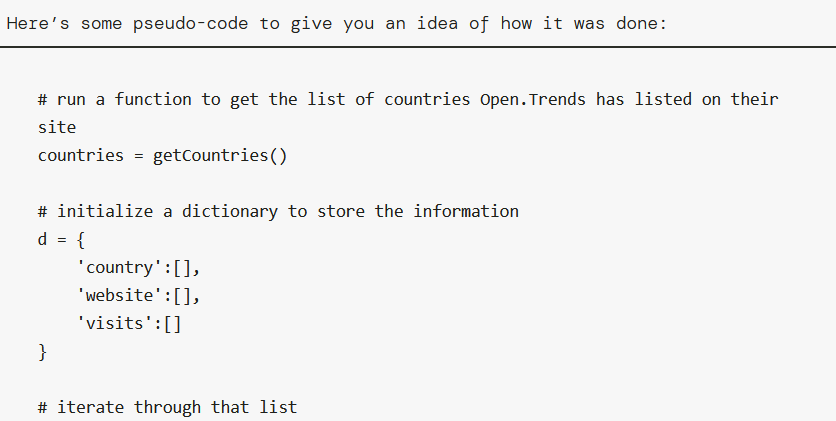 Here's some pseudo-code to give you an idea of how it was done:
# run a function to get the list of countries Open.Trends has listed on their
site
countries = getCountries()
# initialize a dictionary to store the information
d = {
'country':[],
'website':[],
'visits':[]
}
# iterate through that list